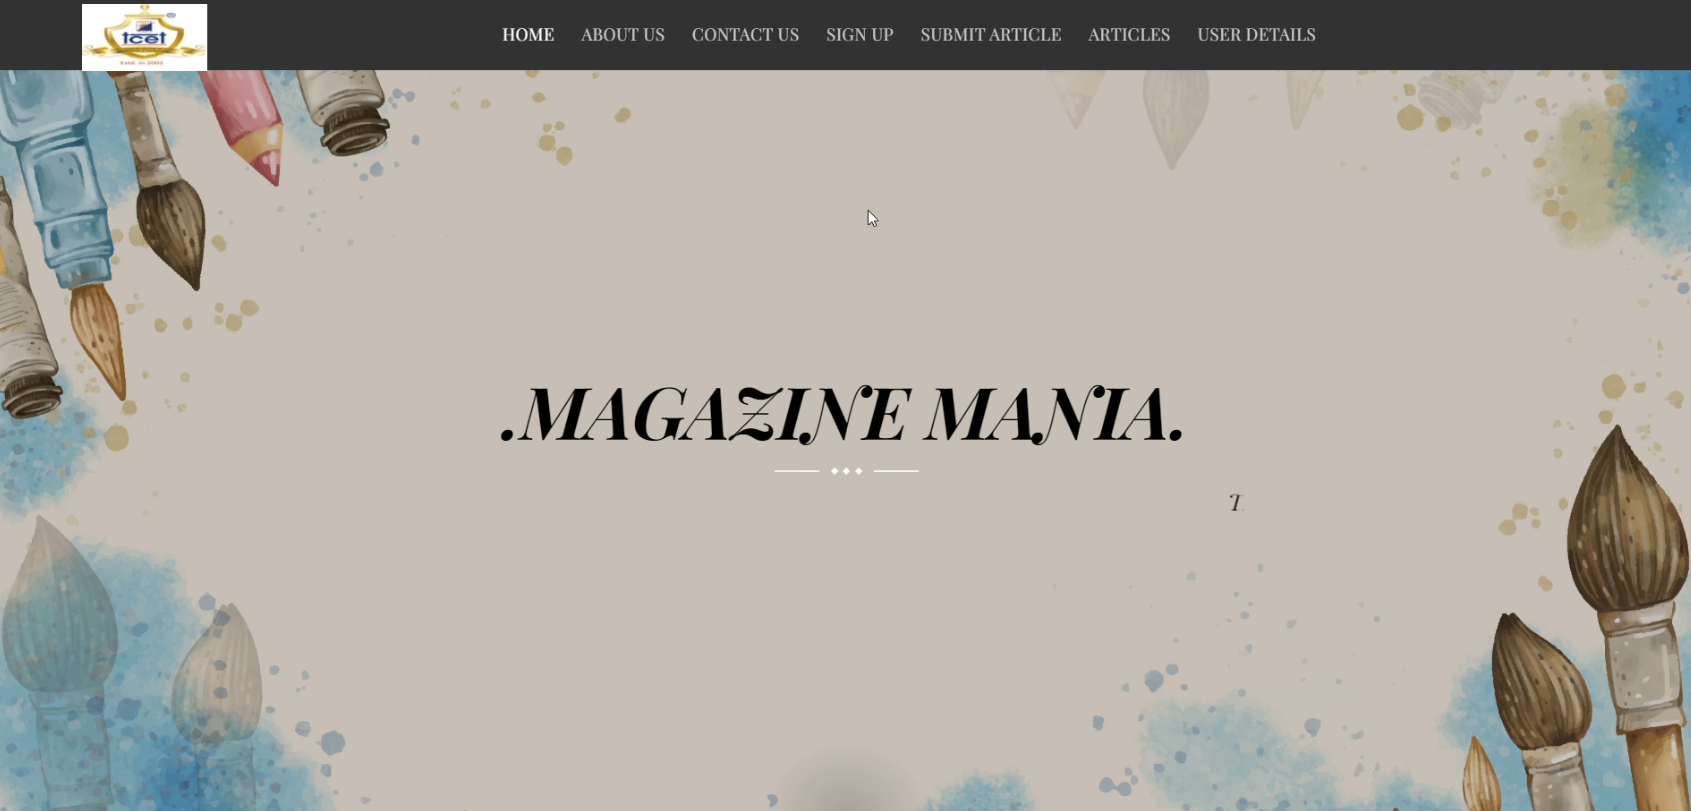 tcet
Estd. in 2001
HOME ABOUT US CONTACT US SIGN UP SUBMIT ARTICLE ARTICLES USER DETAILS
.MAGAZINE MANIA.
T